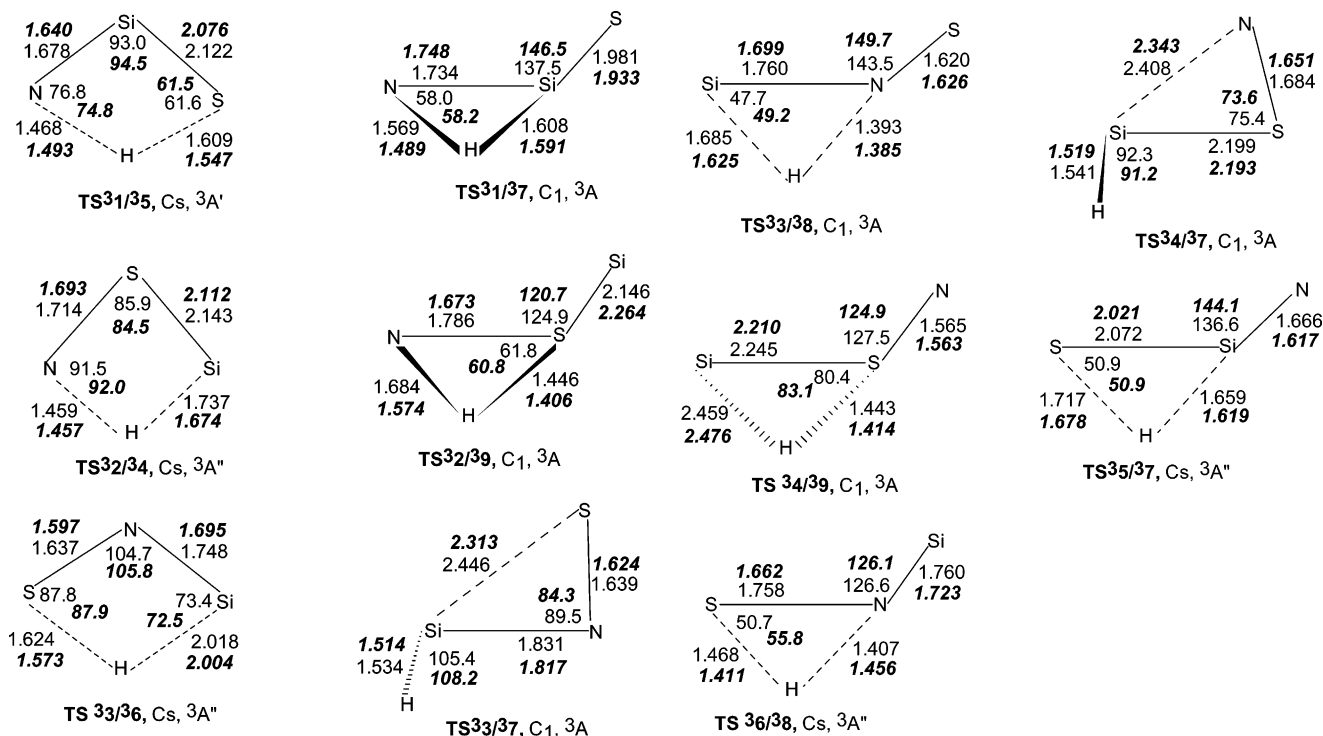 Si
1.640
1.678
2.076
2.122
93.0
94.5
N
76.8
74.8
61.5
61.6
S
1.468
1.493
H
1.609
1.547
TS³1/³5, Cs, ³A'
S
1.748
1.734
146.5
137.5
1.981
1.933
N
Si
58.0
58.2
1.569
1.489
H
1.608
1.591
TS³1/³7, C₁, ³A
S
1.699
1.760
149.7
143.5
1.620
1.626
Si
N
47.7
49.2
1.685
1.625
H
1.393
1.385
TS³3/³8, C₁, ³A
N
2.343
2.408
1.651
1.684
73.6
75.4
Si
S
1.519
1.541
92.3
91.2
2.199
2.193
H
TS³4/³7, C₁, ³A
S
1.693
1.714
2.112
2.143
85.9
84.5
N
91.5
92.0
Si
1.459
1.457
H
1.737
1.674
TS³2/³4, Cs, ³A"
Si
1.673
1.786
120.7
124.9
2.146
2.264
N
S
61.8
60.8
1.684
1.574
H
1.446
1.406
TS³2/³9, C₁, ³A
N
2.210
2.245
124.9
127.5
1.565
1.563
Si
S
80.4
83.1
2.459
2.476
H
1.443
1.414
TS ³4/³9, C₁, ³A
N
2.021
2.072
144.1
136.6
1.666
1.617
S
Si
50.9
50.9
1.717
1.678
H
1.659
1.619
TS³5/³7, Cs, ³A"
N
1.597
1.637
1.695
1.748
104.7
105.8
S
87.8
87.9
73.4
72.5
Si
1.624
1.573
H
2.018
2.004
TS ³3/³6, Cs, ³A"
S
2.313
2.446
1.624
1.639
84.3
89.5
Si
N
1.514
1.534
105.4
108.2
1.831
1.817
H
TS³3/³7, C₁, ³A
Si
1.662
1.758
126.1
126.6
1.760
1.723
S
N
50.7
55.8
1.468
1.411
H
1.407
1.456
TS ³6/³8, Cs, ³A"